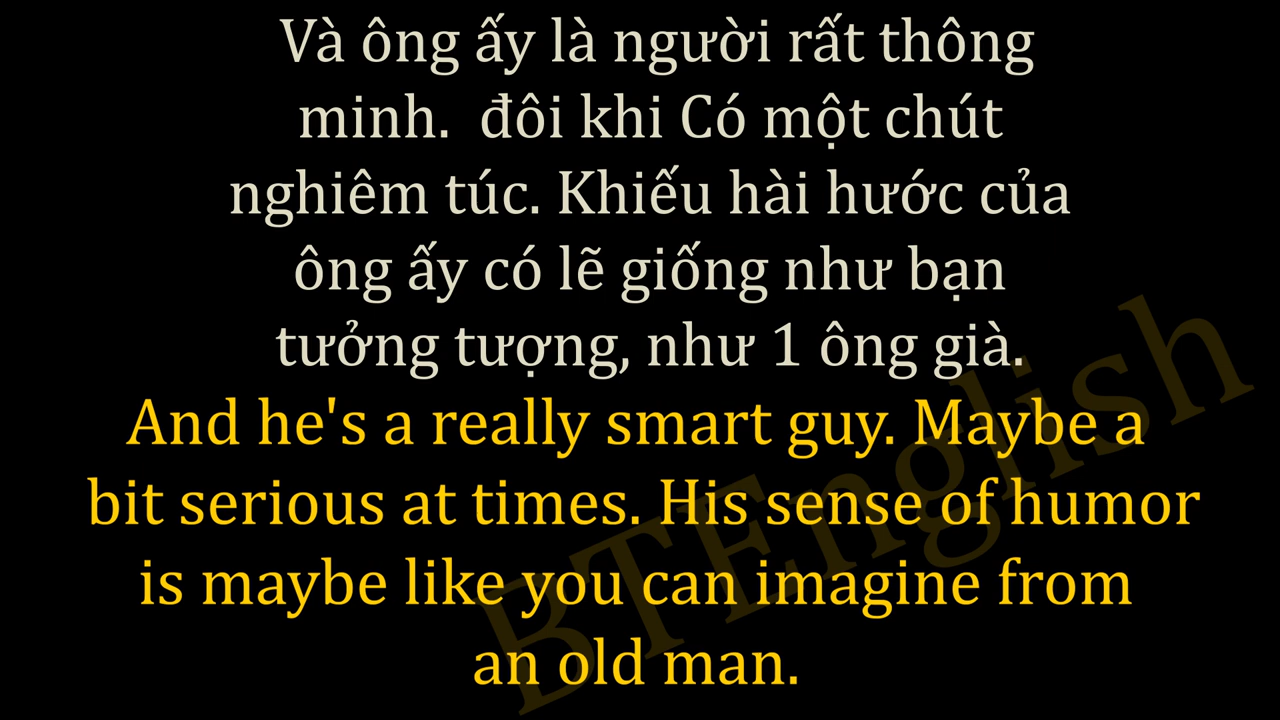 Và ông ấy là người rất thông
minh.  đôi khi Có một chút
nghiêm túc. Khiếu hài hước của
ông ấy có lẽ giống như bạn
tưởng tượng, như 1 ông già.
And he's a really smart guy. Maybe a
bit serious at times. His sense of humor
is maybe like you can imagine from
an old man.
BTEnglish